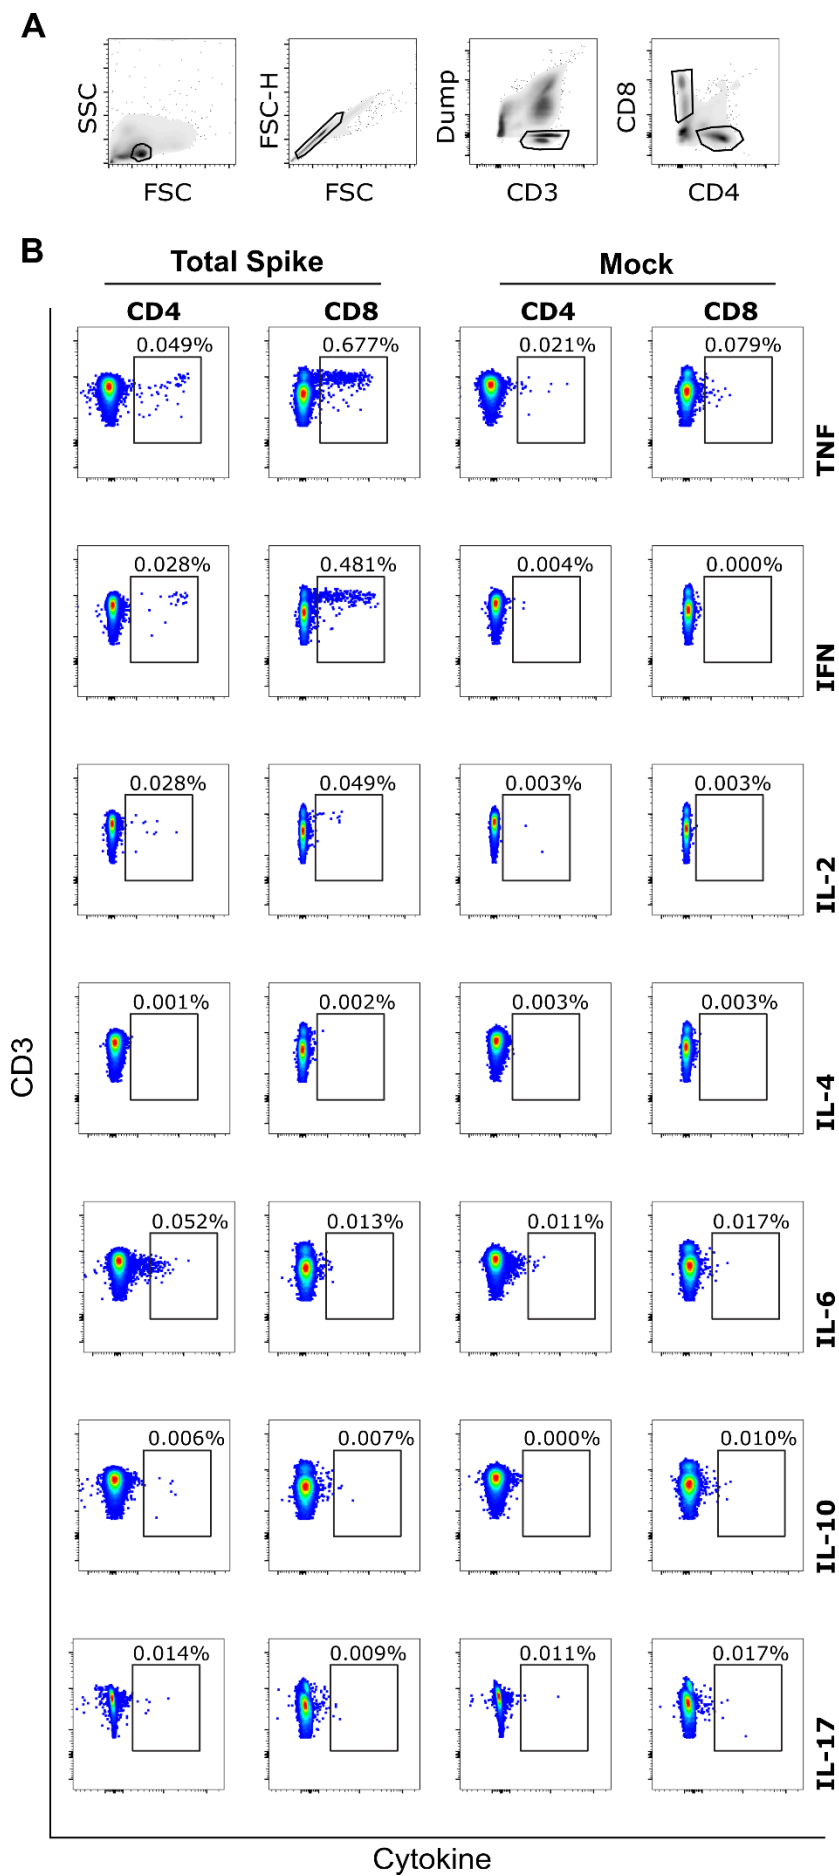 A
SSC
FSC
FSC-H
FSC
Dump
CD3
CD8
CD4
B
Total Spike
Mock
CD4
CD8
CD4
CD8
0.049%
0.677%
0.021%
0.079%
TNF
0.028%
0.481%
0.004%
0.000%
IFN
0.028%
0.049%
0.003%
0.003%
IL-2
0.001%
0.002%
0.003%
0.003%
IL-4
CD3
0.052%
0.013%
0.011%
0.017%
IL-6
0.006%
0.007%
0.000%
0.010%
IL-10
0.014%
0.009%
0.011%
0.017%
IL-17
Cytokine